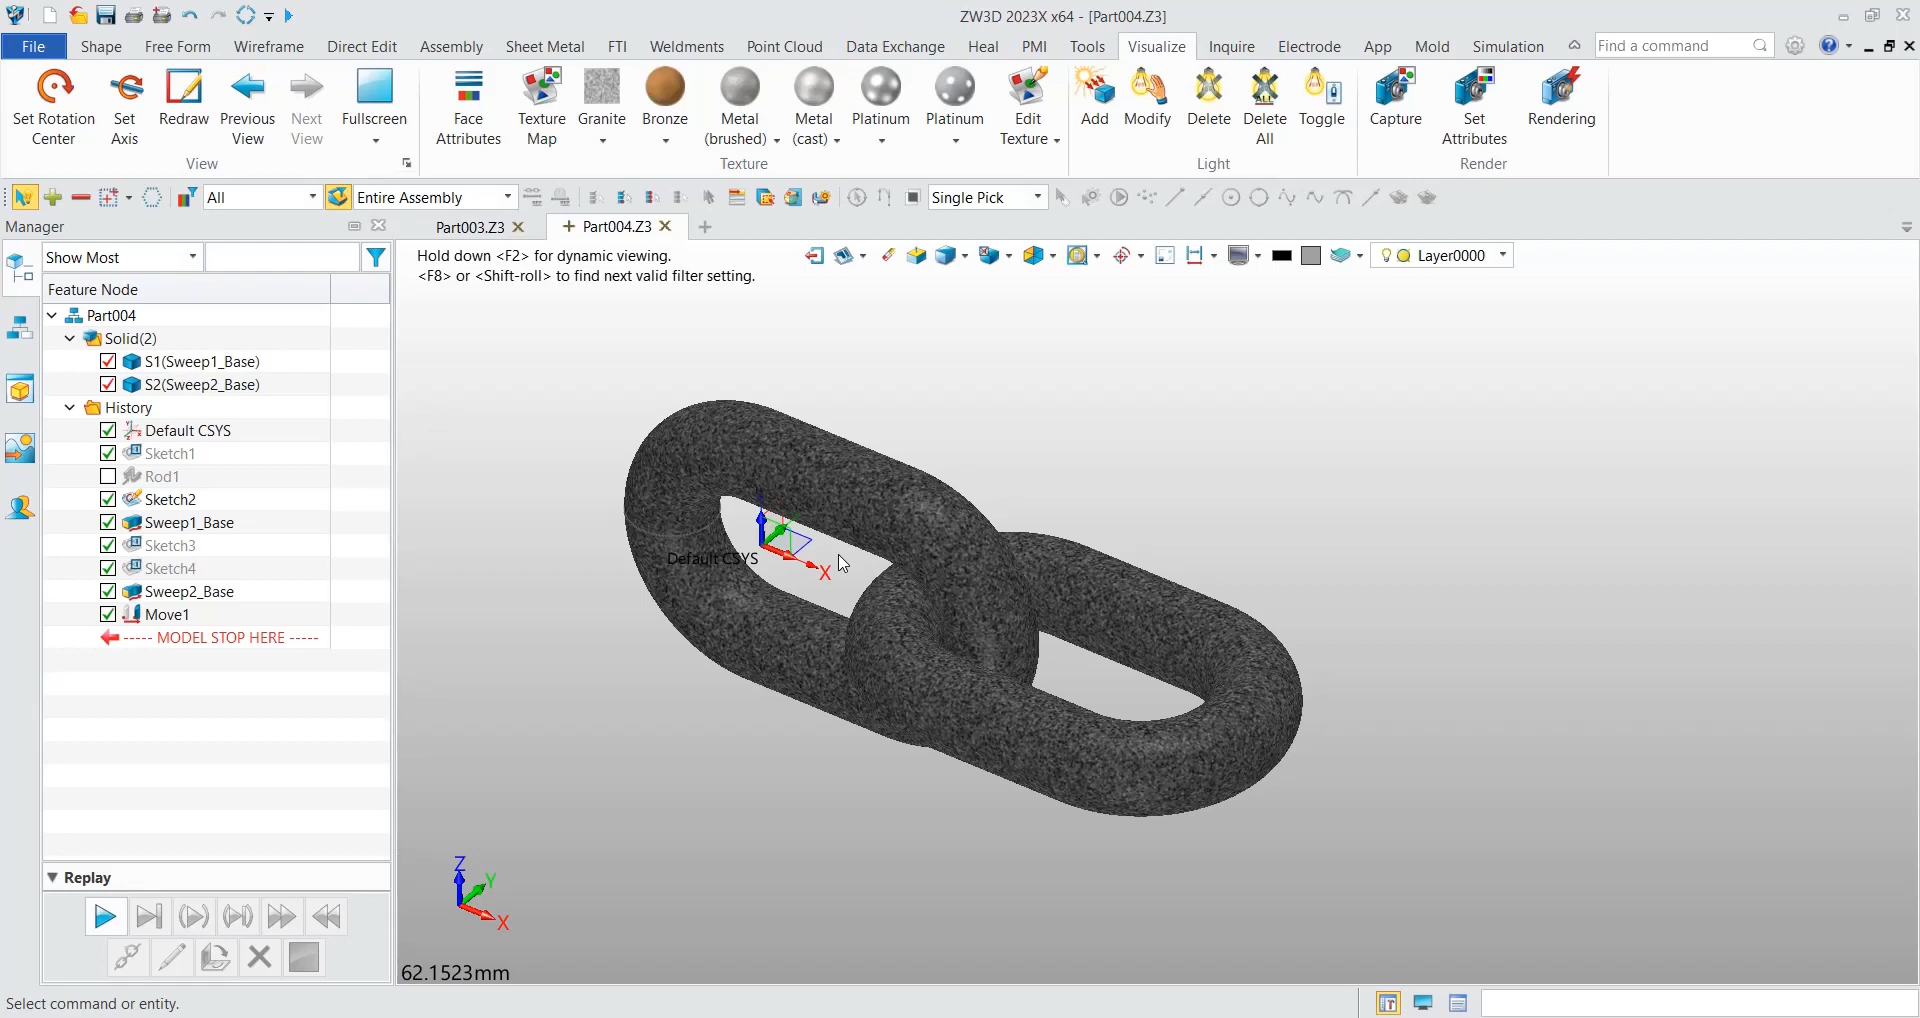 ZW3D 2023X x64 - [Part004.Z3]
File Shape Free Form Wireframe Direct Edit Assembly Sheet Metal FTI Weldments Point Cloud Data Exchange Heal PMI Tools Visualize Inquire Electrode App Mold Simulation Find a command
Set Rotation Center
Set Axis
Redraw
Previous View
Next View
Fullscreen
Face Attributes
Texture Map
Granite
Bronze
Metal (brushed)
Metal (cast)
Platinum
Platinum
Edit Texture
Add
Modify
Delete
Delete All
Toggle
Capture
Set Attributes
Rendering
View Texture Light Render
All Entire Assembly Single Pick
Manager
Part003.Z3 Part004.Z3
Show Most
Hold down <F2> for dynamic viewing.
<F8> or <Shift-roll> to find next valid filter setting.
Layer0000
Feature Node
Part004
Solid(2)
S1(Sweep1_Base)
S2(Sweep2_Base)
History
Default CSYS
Sketch1
Rod1
Sketch2
Sweep1_Base
Sketch3
Sketch4
Sweep2_Base
Move1
----- MODEL STOP HERE -----
Default CSYS
X
Replay
Z
Y
X
62.1523mm
Select command or entity.